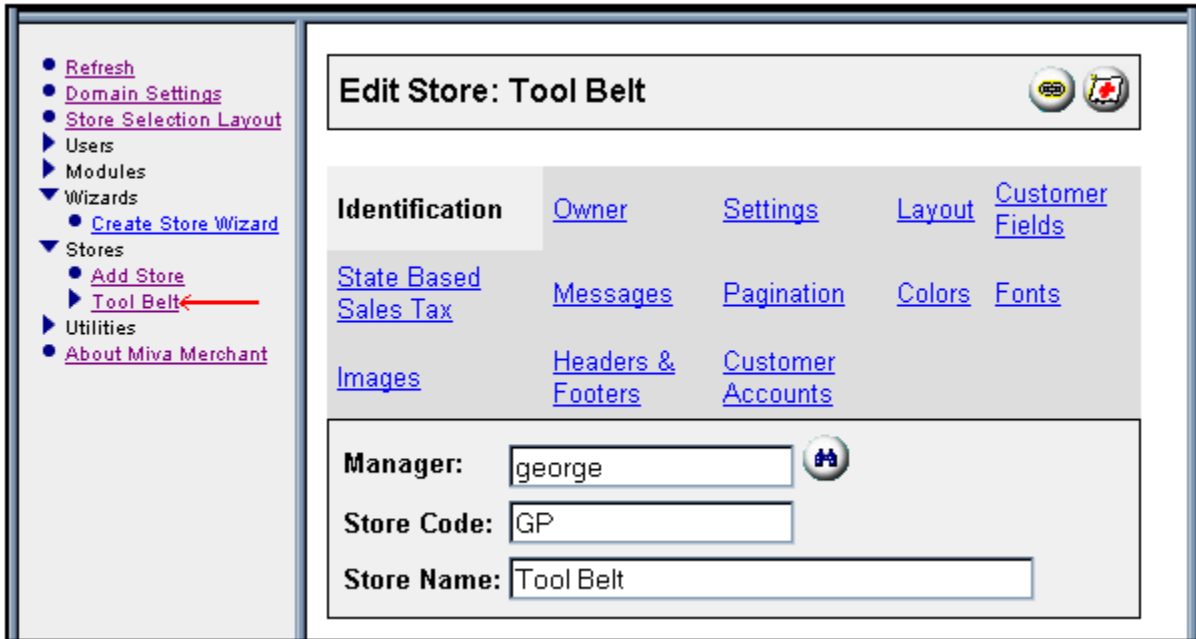 Refresh
Domain Settings
Store Selection Layout
Users
Modules
Wizards
Create Store Wizard
Stores
Add Store
Tool Belt
Utilities
About Miva Merchant
Edit Store: Tool Belt
Identification
Owner
Settings
Layout
Customer
Fields
State Based
Sales Tax
Messages
Pagination
Colors
Fonts
Images
Headers &
Footers
Customer
Accounts
Manager: george
Store Code: GP
Store Name: Tool Belt